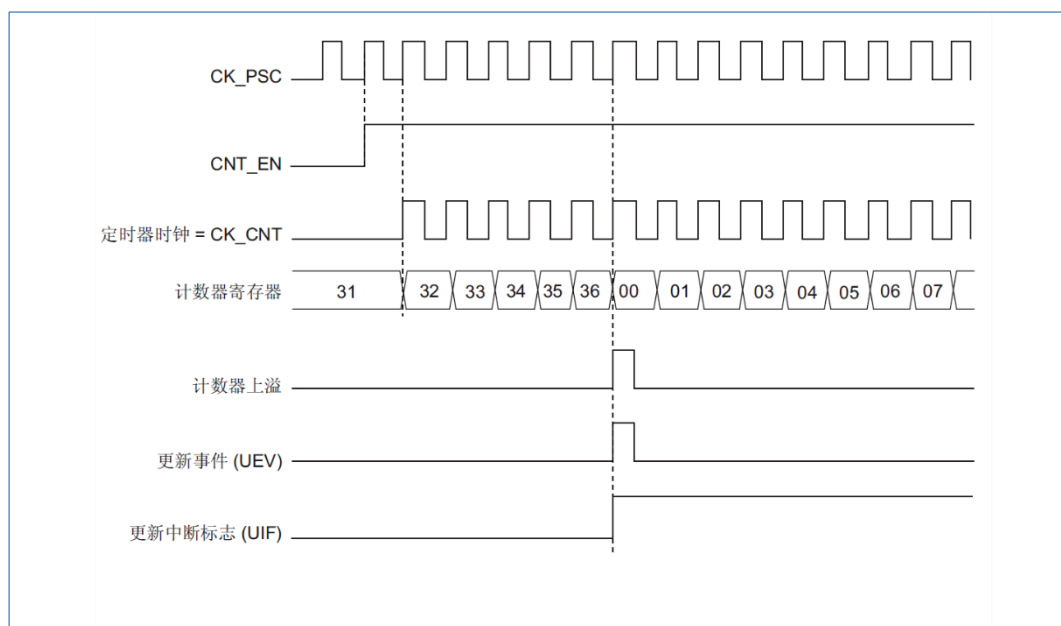 CK_PSC
CNT_EN
定时器时钟 = CK_CNT
计数器寄存器 31 32 33 34 35 36 00 01 02 03 04 05 06 07
计数器上溢
更新事件 (UEV)
更新中断标志 (UIF)